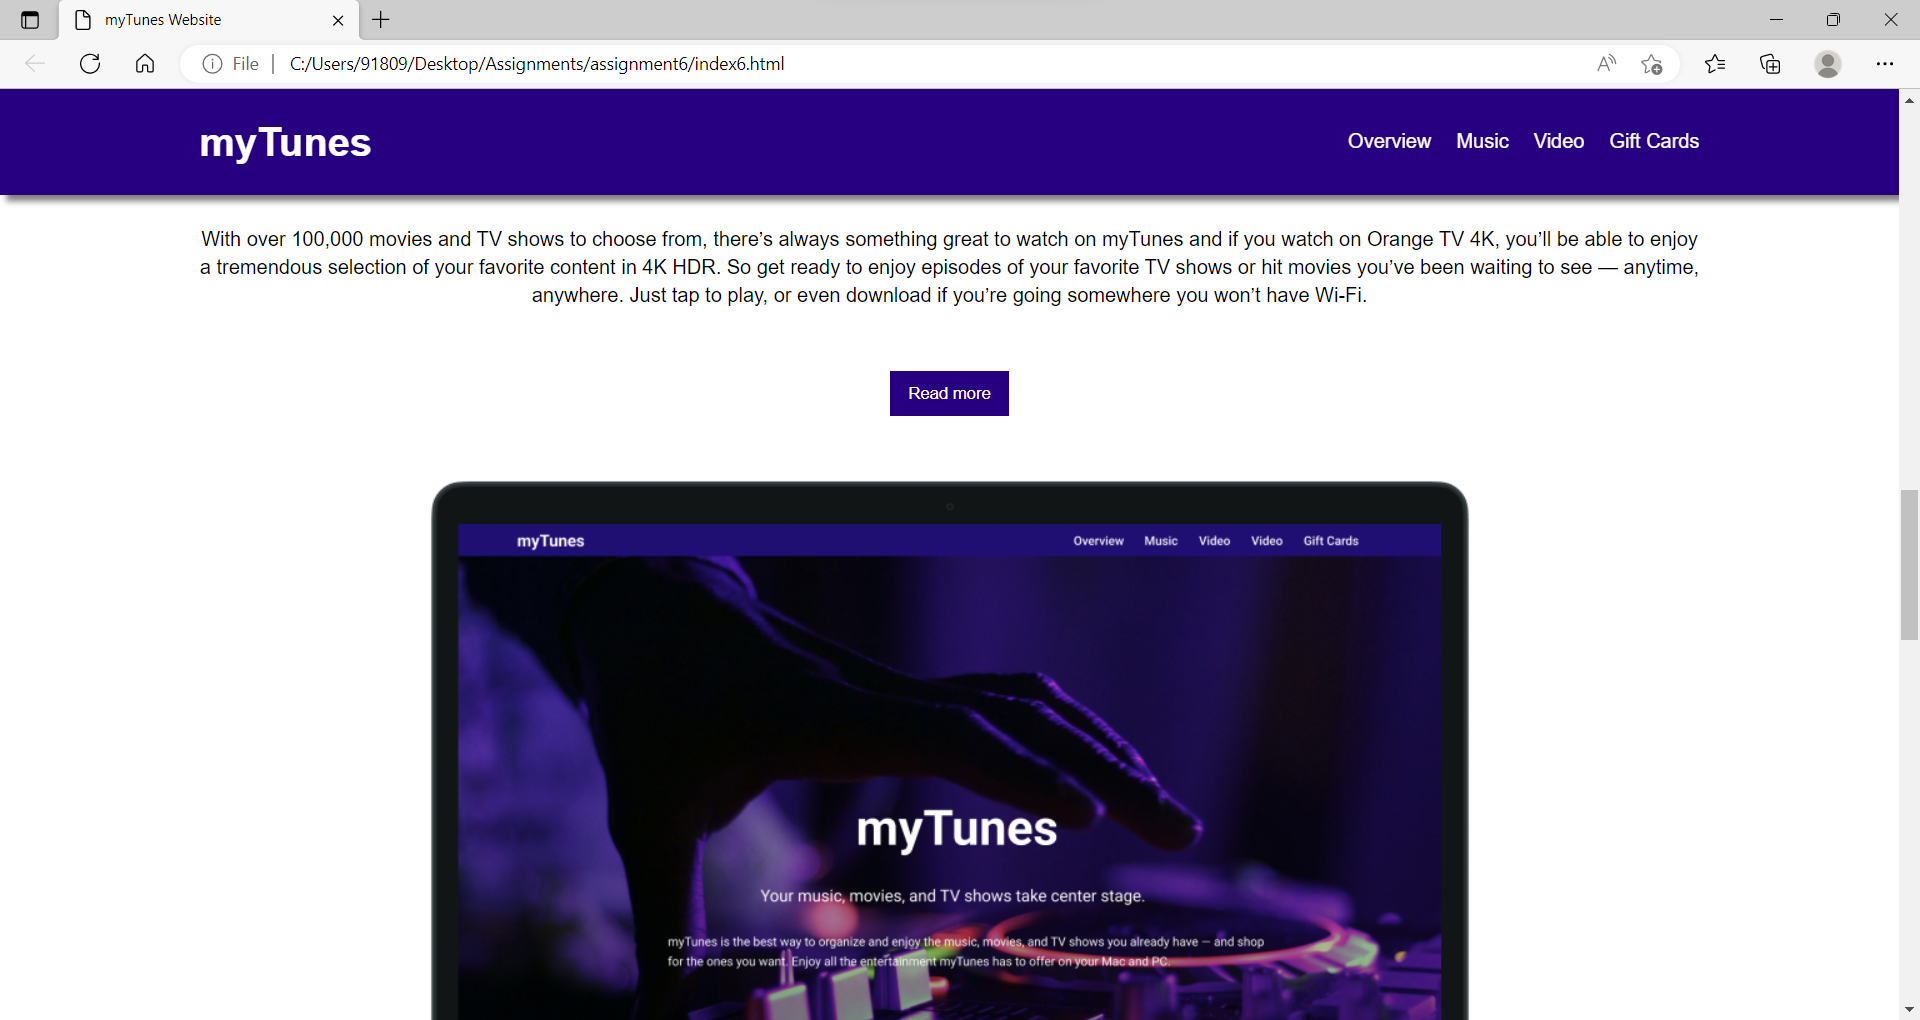 myTunes Website
File
C:/Users/91809/Desktop/Assignments/assignment6/index6.html
myTunes
Overview Music Video Gift Cards
With over 100,000 movies and TV shows to choose from, there’s always something great to watch on myTunes and if you watch on Orange TV 4K, you’ll be able to enjoy
a tremendous selection of your favorite content in 4K HDR. So get ready to enjoy episodes of your favorite TV shows or hit movies you’ve been waiting to see — anytime,
anywhere. Just tap to play, or even download if you’re going somewhere you won’t have Wi-Fi.
Read more
myTunes
Overview Music Video Video Gift Cards
myTunes
Your music, movies, and TV shows take center stage.
myTunes is the best way to organize and enjoy the music, movies, and TV shows you already have — and shop
for the ones you want. Enjoy all the entertainment myTunes has to offer on your Mac and PC.